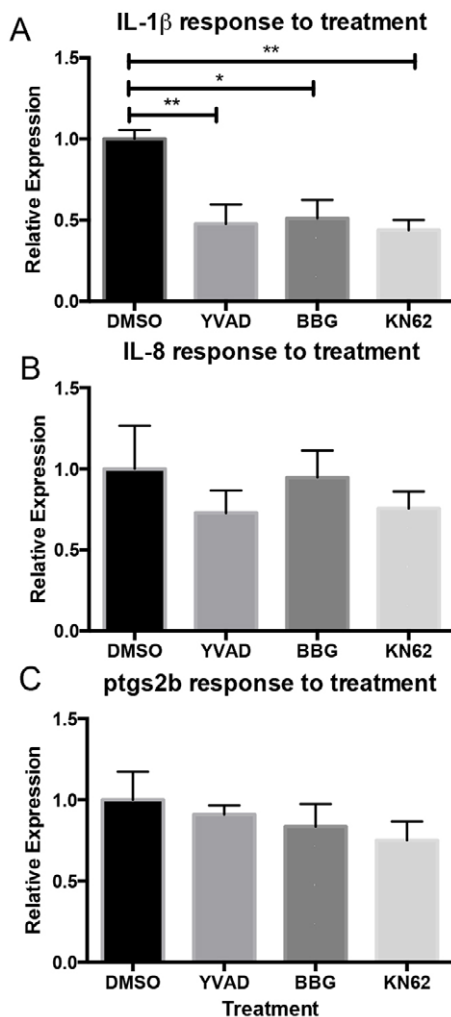 A
IL-1β response to treatment
**
*
**
Relative Expression
1.5
1.0
0.5
0.0
DMSO YVAD BBG KN62
B
IL-8 response to treatment
Relative Expression
1.5
1.0
0.5
0.0
DMSO YVAD BBG KN62
C
ptgs2b response to treatment
Relative Expression
1.5
1.0
0.5
0.0
DMSO YVAD BBG KN62
Treatment